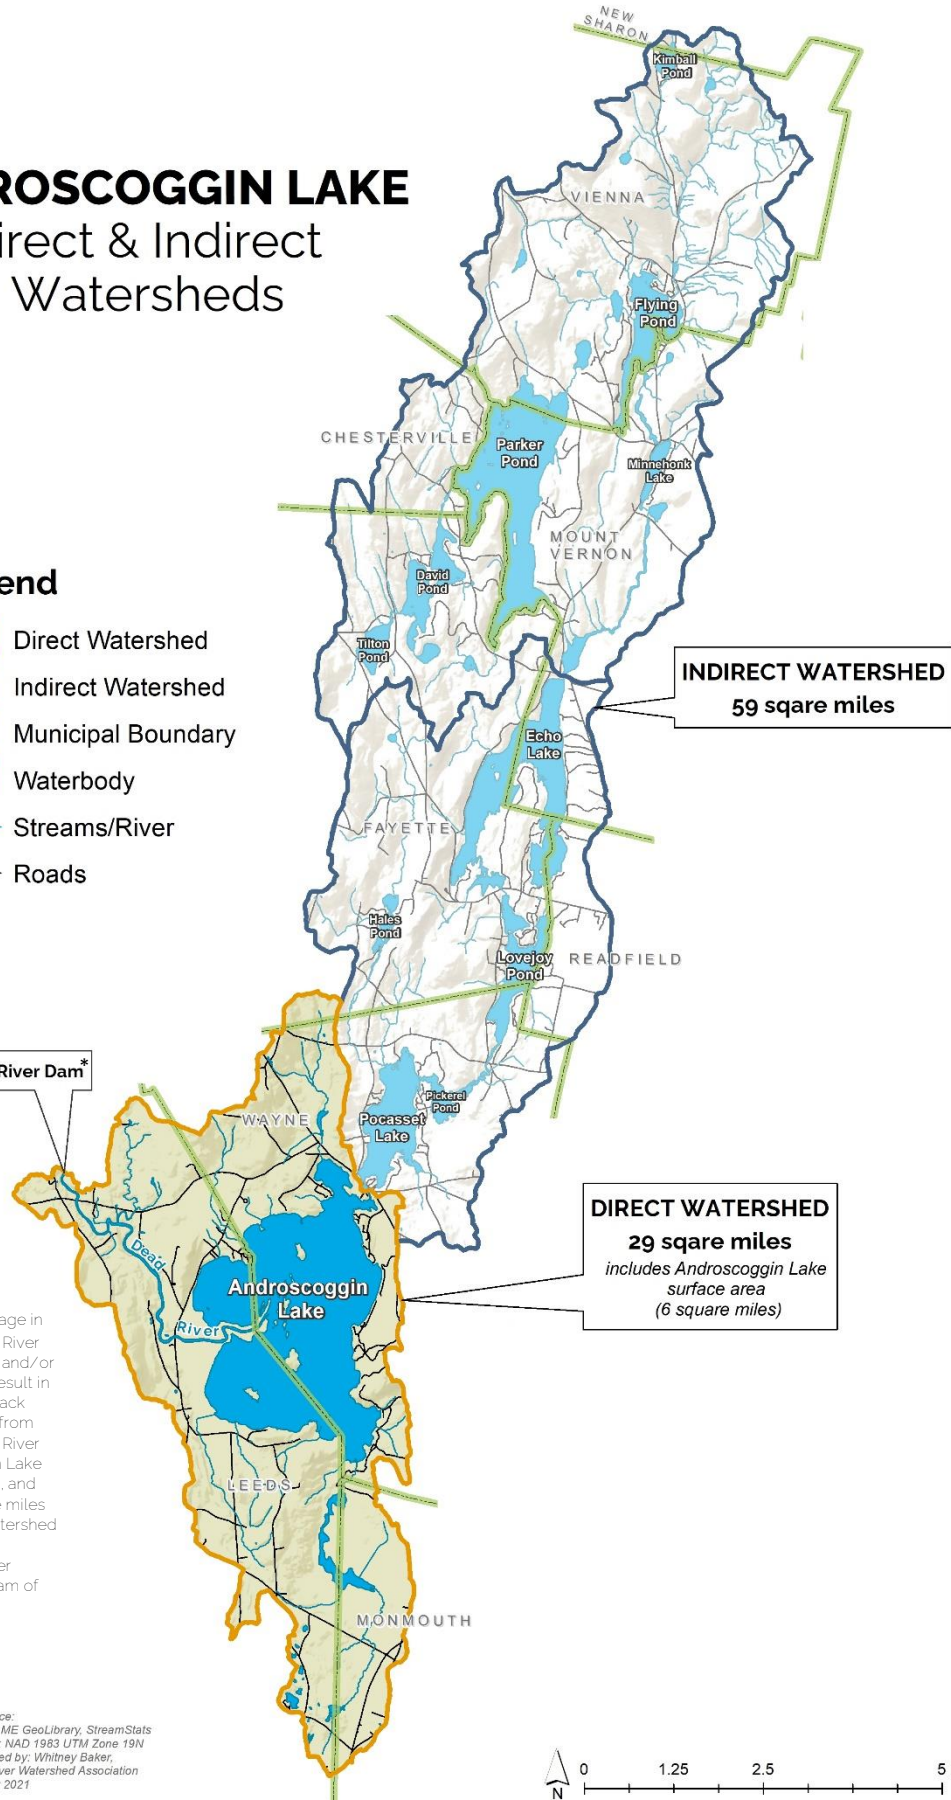 ROSCOGGIN LAKE
irect & Indirect
Watersheds
end
Direct Watershed
Indirect Watershed
Municipal Boundary
Waterbody
Streams/River
Roads
NEW
SHARON
Kimball
Pond
VIENNA
Flying
Pond
CHESTERVILLE
Parker
Pond
Minnehonk
Lake
MOUNT
VERNON
David
Pond
Tilton
Pond
INDIRECT WATERSHED
59 sqare miles
Echo
Lake
FAYETTE
Hales
Pond
Lovejoy
Pond
READFIELD
River Dam*
WAYNE
Pocasset
Lake
Pickerel
Pond
DIRECT WATERSHED
29 sqare miles
includes Androscoggin Lake
surface area
(6 square miles)
Dead
River
Androscoggin
Lake
LEEDS
MONMOUTH
age in
River
and/or
esult in
ack
from
River
n Lake
, and
e miles
tershed
er
am of
ce:
ME GeoLibrary, StreamStats
: NAD 1983 UTM Zone 19N
ed by: Whitney Baker,
ver Watershed Association
2021
N
0 1.25 2.5 5